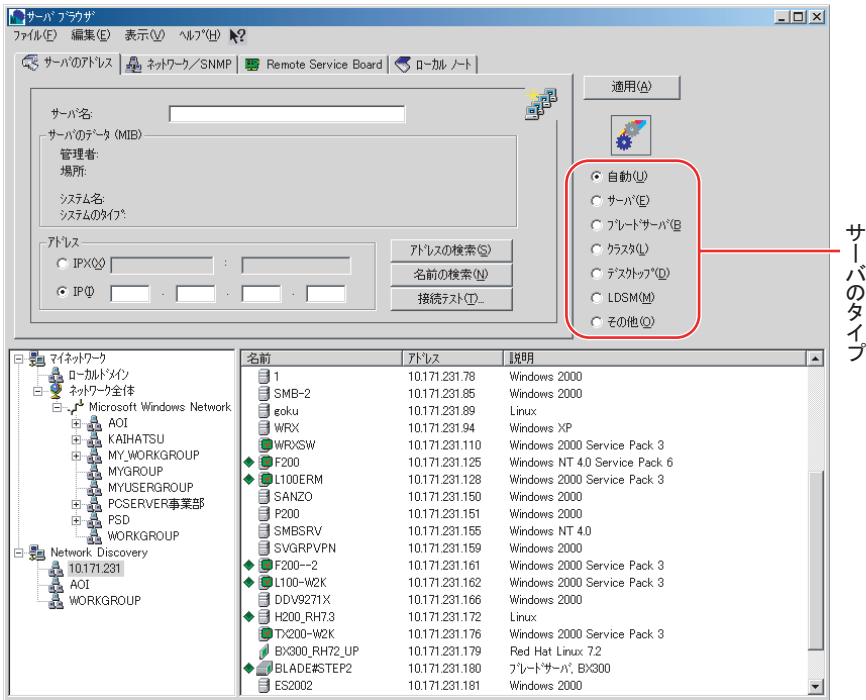 サーバ ブラウザ
ファイル(F) 編集(E) 表示(V) ヘルプ(H)
サーバのアドレス ネットワーク／SNMP Remote Service Board ローカル ノート
適用(A)
サーバ名:
サーバのデータ (MIB)
管理者:
場所:
システム名:
システムのタイプ:
アドレス
IPX(X) :
IP(I) . . .
アドレスの検索(S)
名前の検索(N)
接続テスト(T)...
自動(U)
サーバ(E)
ブレードサーバ(B
クラスタ(L)
デスクトップ(D)
LDSM(M)
その他(O)
サーバのタイプ
マイネットワーク
ローカルドメイン
ネットワーク全体
Microsoft Windows Network
AOI
KAIHATSU
MY_WORKGROUP
MYGROUP
MYUSERGROUP
PCSERVER事業部
PSD
WORKGROUP
Network Discovery
10.171.231
AOI
WORKGROUP
名前 アドレス 説明
1 10.171.231.78 Windows 2000
SMB-2 10.171.231.85 Windows 2000
goku 10.171.231.89 Linux
WRX 10.171.231.94 Windows XP
WRXSW 10.171.231.110 Windows 2000 Service Pack 3
F200 10.171.231.125 Windows NT 4.0 Service Pack 6
L100ERM 10.171.231.128 Windows 2000 Service Pack 3
SANZO 10.171.231.150 Windows 2000
P200 10.171.231.151 Windows 2000
SMBSRV 10.171.231.155 Windows NT 4.0
SVGRPVPN 10.171.231.159 Windows 2000
F200--2 10.171.231.161 Windows 2000 Service Pack 3
L100-W2K 10.171.231.162 Windows 2000 Service Pack 3
DDV9271X 10.171.231.166 Windows 2000
H200_RH7.3 10.171.231.172 Linux
TX200-W2K 10.171.231.176 Windows 2000 Service Pack 3
BX300_RH72_UP 10.171.231.179 Red Hat Linux 7.2
BLADE#STEP2 10.171.231.180 ブレードサーバ, BX300
ES2002 10.171.231.181 Windows 2000